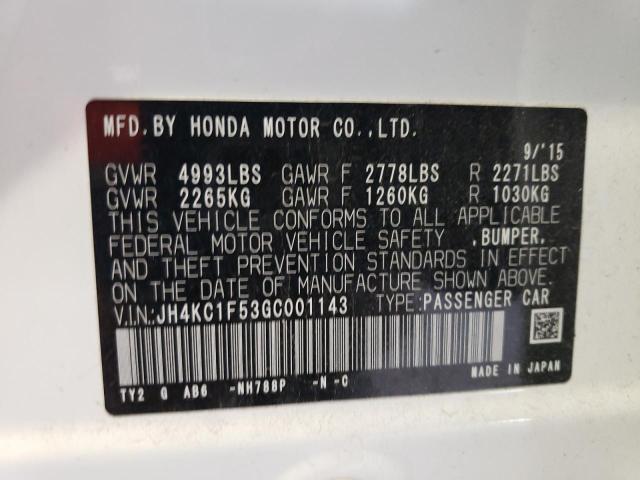 MFD.BY HONDA MOTOR CO.,LTD.
9/'15
GVWR 4993LBS GAWR F 2778LBS R 2271LBS
GVWR 2265KG GAWR F 1260KG R 1030KG
THIS VEHICLE CONFORMS TO ALL APPLICABLE
FEDERAL MOTOR VEHICLE SAFETY ,BUMPER,
AND THEFT PREVENTION STANDARDS IN EFFECT
ON THE DATE OF MANUFACTURE SHOWN ABOVE.
V.I.N:JH4KC1F53GC001143 TYPE:PASSENGER CAR
TY2 G AB6 -NH788P -N -C MADE IN JAPAN